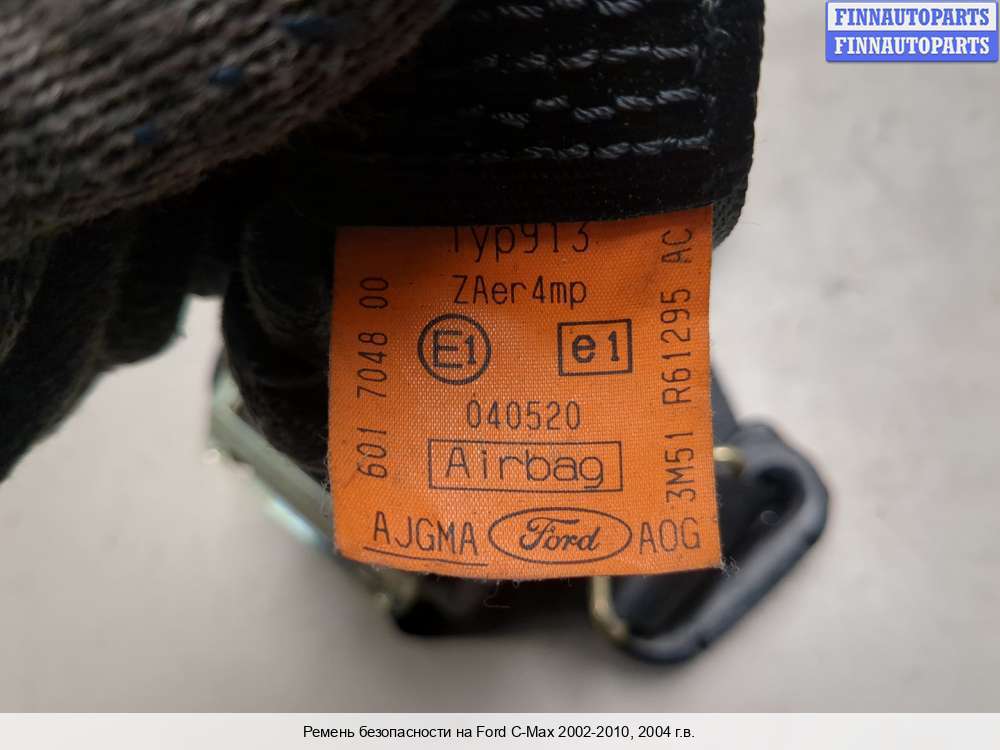 FINNAUTOPARTS
FINNAUTOPARTS
Typ913
ZAer4mp
E1
e1
040520
Airbag
AJGMA
Ford
AOG
601 7048 00
3M51 R61295 AC
Ремень безопасности на Ford C-Max 2002-2010, 2004 г.в.